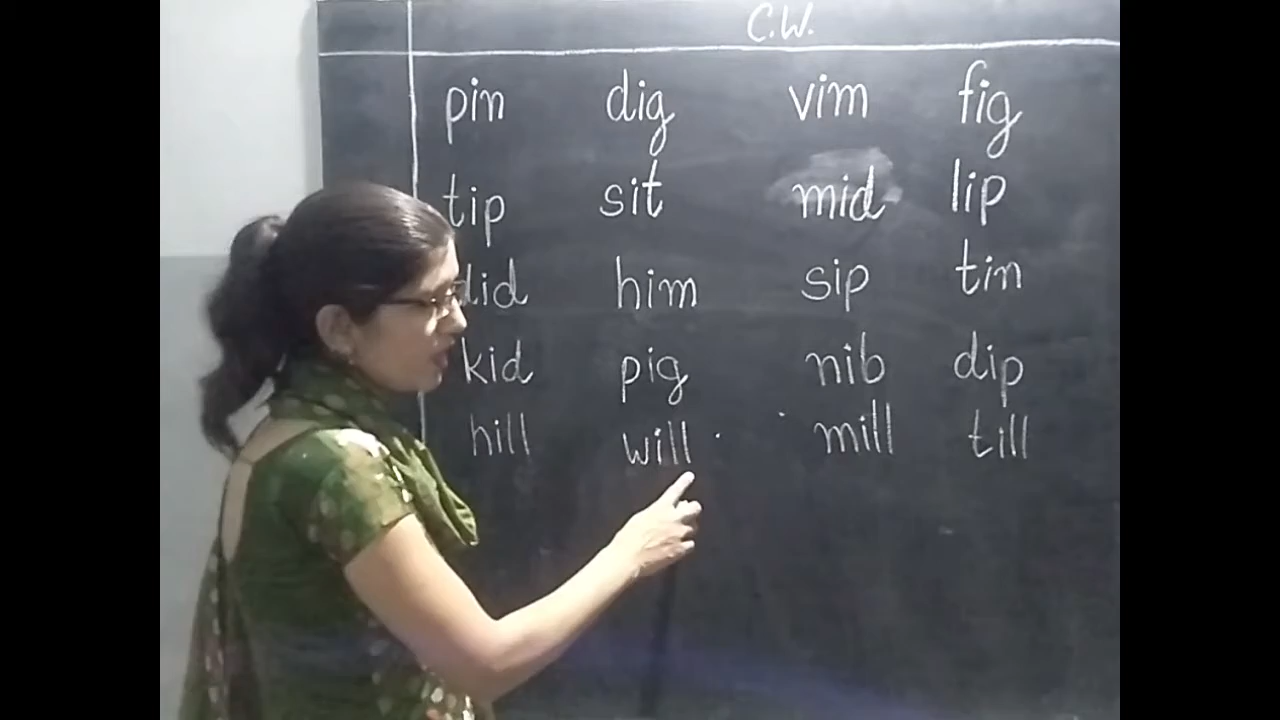 C.W.
pin dig vim fig
tip sit mid lip
did him sip tin
kid pig nib dip
hill will mill till